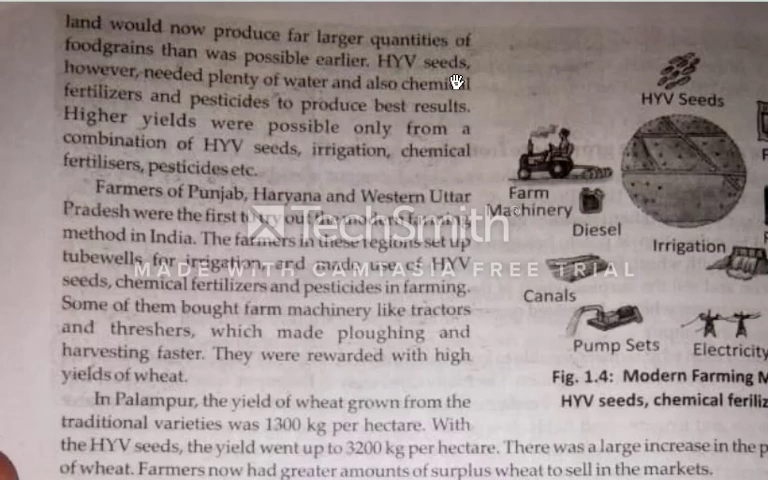 land would now produce far larger quantities of
foodgrains than was possible earlier. HYV seeds,
however, needed plenty of water and also chemical
fertilizers and pesticides to produce best results.
Higher yields were possible only from a
combination of HYV seeds, irrigation, chemical
fertilisers, pesticides etc.
Farmers of Punjab, Haryana and Western Uttar
Pradesh were the first to try out the modern farming
method in India. The farmers in these regions set up
tubewells for irrigation, and made use of HYV
seeds, chemical fertilizers and pesticides in farming.
Some of them bought farm machinery like tractors
and threshers, which made ploughing and
harvesting faster. They were rewarded with high
yields of wheat.
In Palampur, the yield of wheat grown from the
traditional varieties was 1300 kg per hectare. With
the HYV seeds, the yield went up to 3200 kg per hectare. There was a large increase in the p
of wheat. Farmers now had greater amounts of surplus wheat to sell in the markets.
HYV Seeds
Farm
Machinery
Diesel
Irrigation
Canals
Pump Sets
Electricity
Fig. 1.4: Modern Farming M
HYV seeds, chemical feriliz
TechSmith
MADE WITH CAMTASIA FREE TRIAL